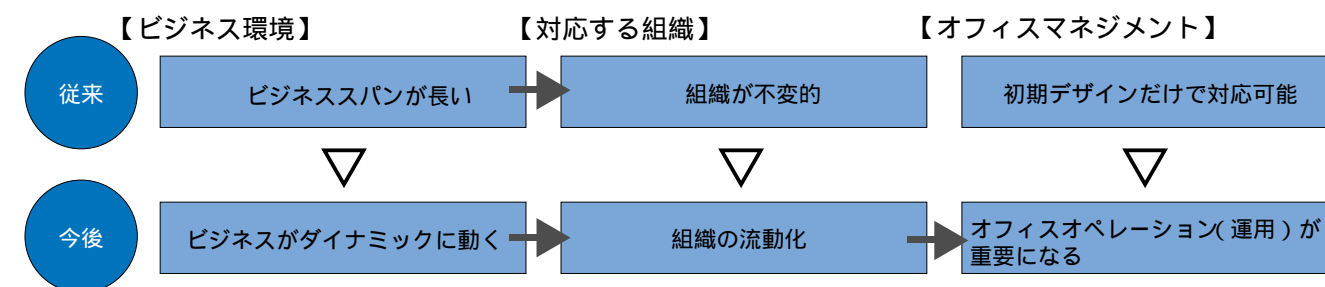 【ビジネス環境】
【対応する組織】
【オフィスマネジメント】
従来
ビジネススパンが長い
組織が不変的
初期デザインだけで対応可能
今後
ビジネスがダイナミックに動く
組織の流動化
オフィスオペレーション(運用)が
重要になる